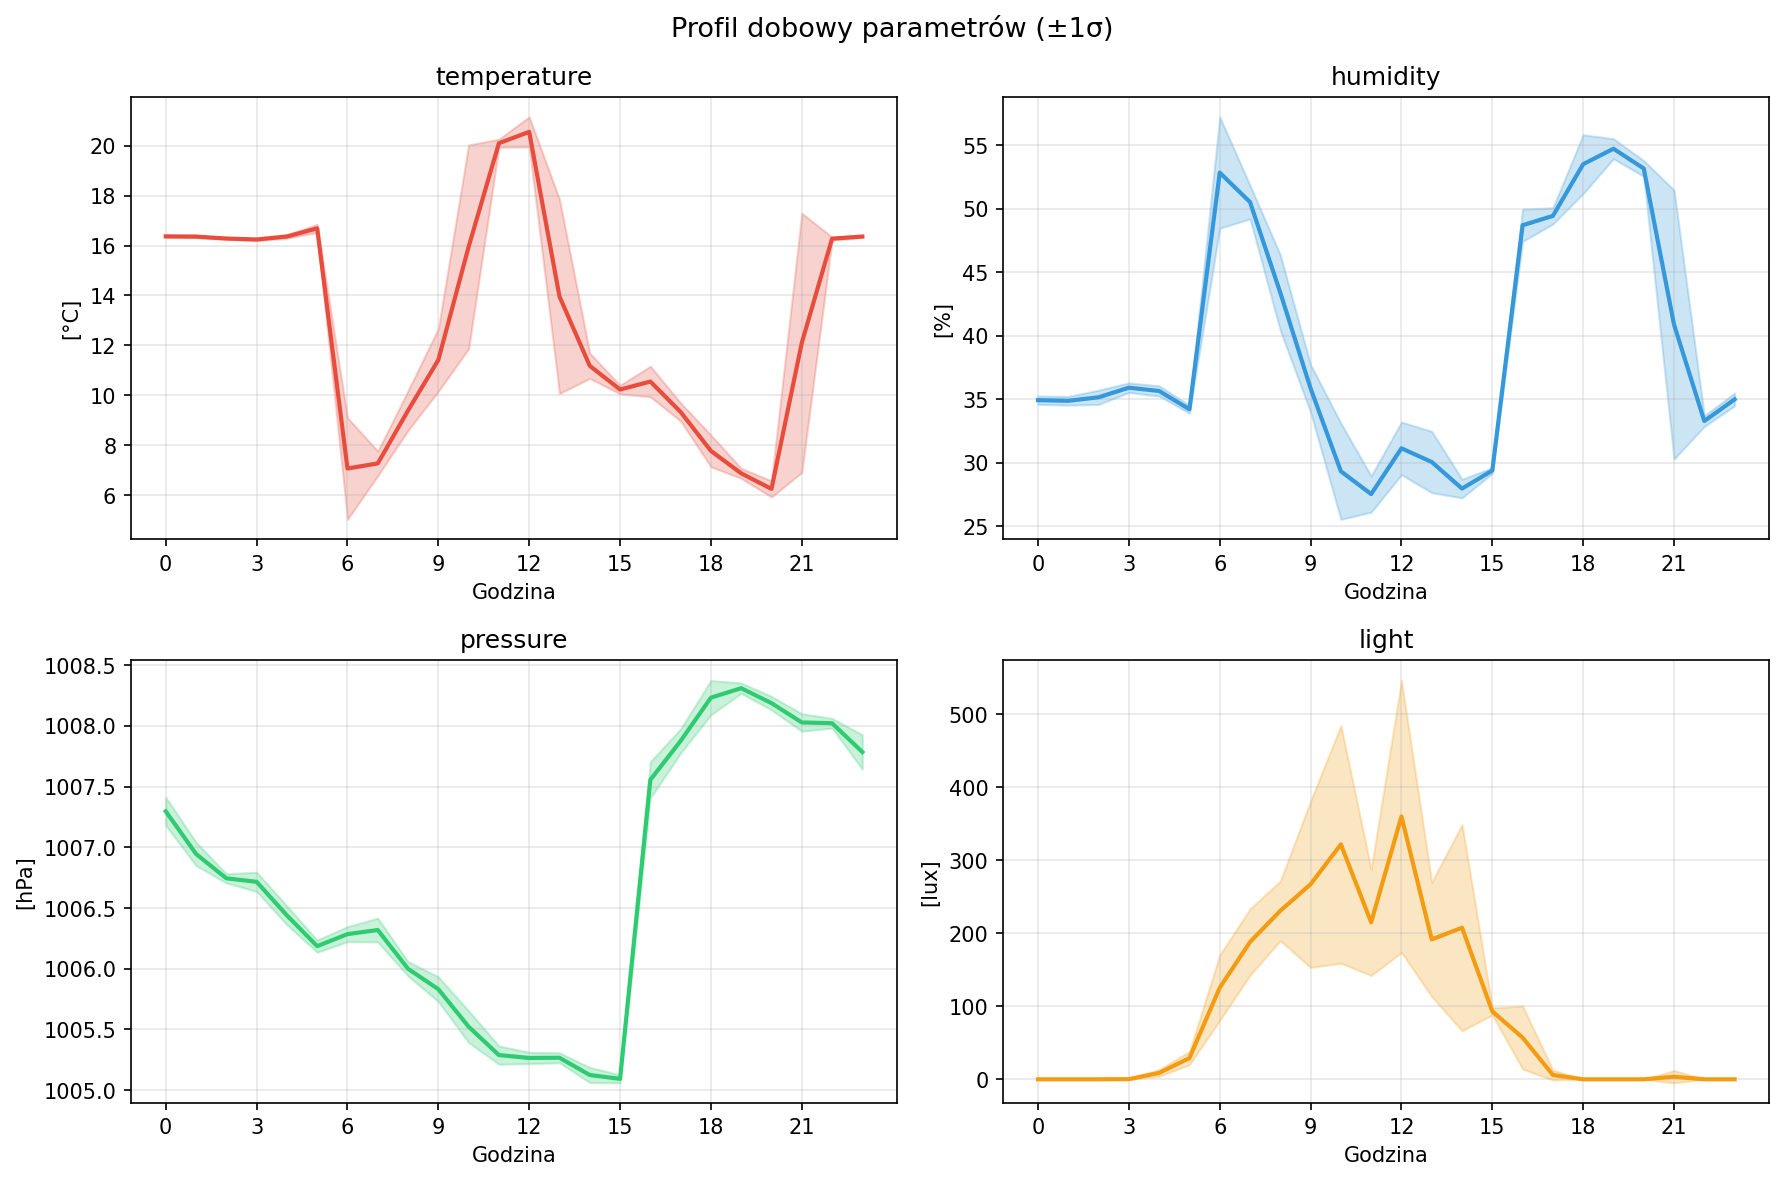 Profil dobowy parametrów (±1σ)
temperature
[°C]
20
18
16
14
12
10
8
6
0 3 6 9 12 15 18 21
Godzina
humidity
[%]
55
50
45
40
35
30
25
0 3 6 9 12 15 18 21
Godzina
pressure
[hPa]
1008.5
1008.0
1007.5
1007.0
1006.5
1006.0
1005.5
1005.0
0 3 6 9 12 15 18 21
Godzina
light
[lux]
500
400
300
200
100
0
0 3 6 9 12 15 18 21
Godzina